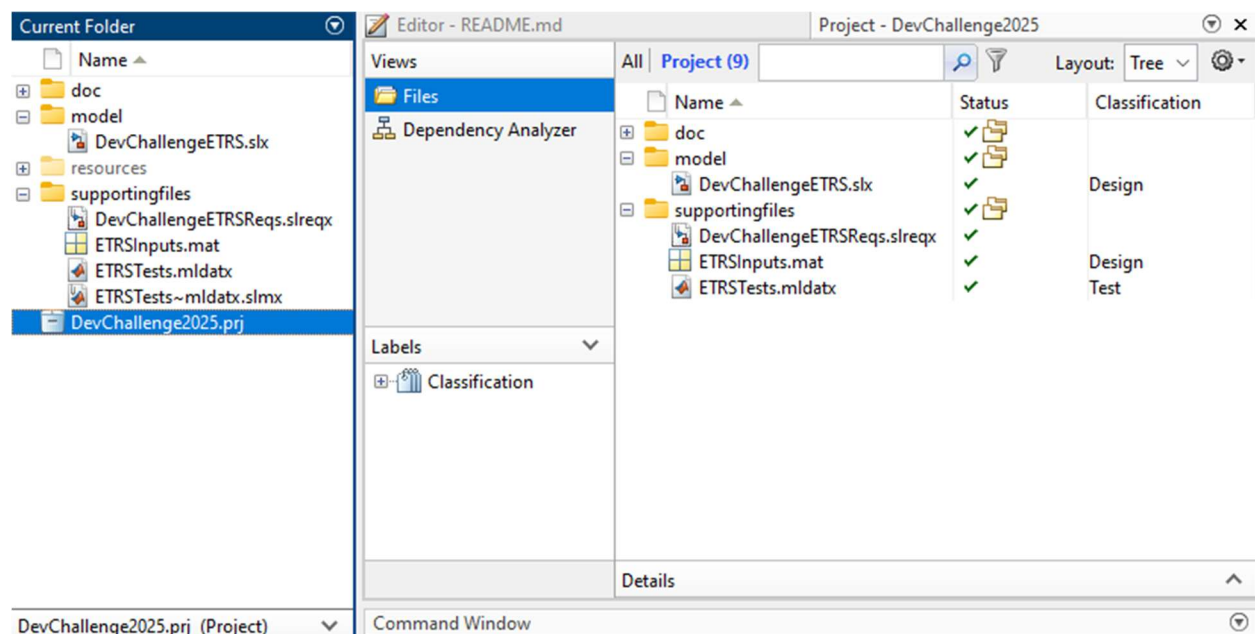 Current Folder
Name
doc
model
DevChallengeETRS.slx
resources
supportingfiles
DevChallengeETRSReqs.slreqx
ETRSInputs.mat
ETRSTests.mldatx
ETRSTests~mldatx.slmx
DevChallenge2025.prj
DevChallenge2025.prj (Project)
Editor - README.md
Project - DevChallenge2025
Views
Files
Dependency Analyzer
Labels
Classification
All Project (9) Layout: Tree
Name Status Classification
doc
model
DevChallengeETRS.slx Design
supportingfiles
DevChallengeETRSReqs.slreqx
ETRSInputs.mat Design
ETRSTests.mldatx Test
Details
Command Window